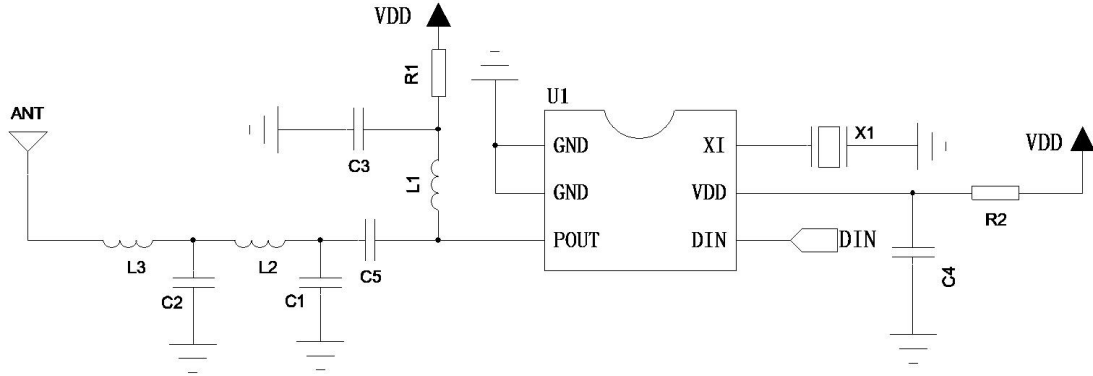 VDD
R1
U1
ANT
C3
GND
XI
X1
VDD
L1
GND
VDD
R2
POUT
DIN
DIN
L3
L2
C5
C4
C2
C1